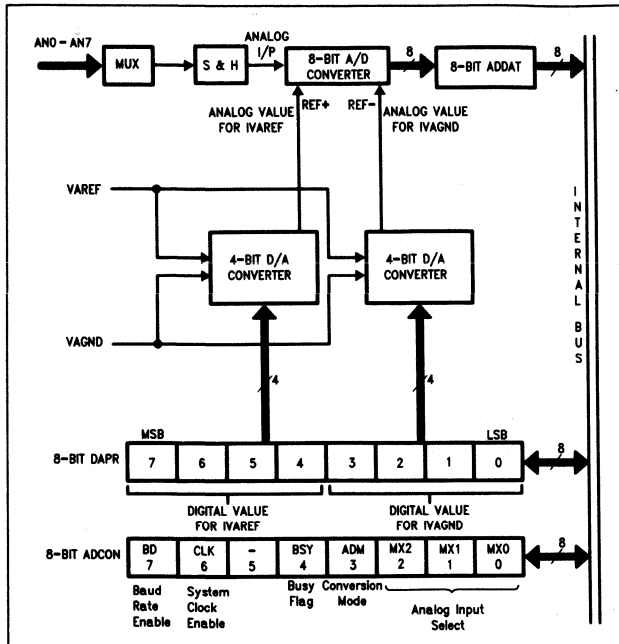 AN0-AN7
MUX
S & H
ANALOG
I/P
8-BIT A/D
CONVERTER
8
8-BIT ADDAT
8
ANALOG VALUE
FOR IVAREF
REF+
REF-
ANALOG VALUE
FOR IVAGND
VAREF
4-BIT D/A
CONVERTER
4-BIT D/A
CONVERTER
INTERNAL BUS
VAGND
4
4
MSB
LSB
8-BIT DAPR
7 6 5 4 3 2 1 0
8
DIGITAL VALUE
FOR IVAREF
DIGITAL VALUE
FOR IVAGND
8-BIT ADCON
BD CLK - BSY ADM MX2 MX1 MX0
7 6 5 4 3 2 1 0
8
Baud
Rate
Enable
System
Clock
Enable
Busy
Flag
Conversion
Mode
Analog Input
Select